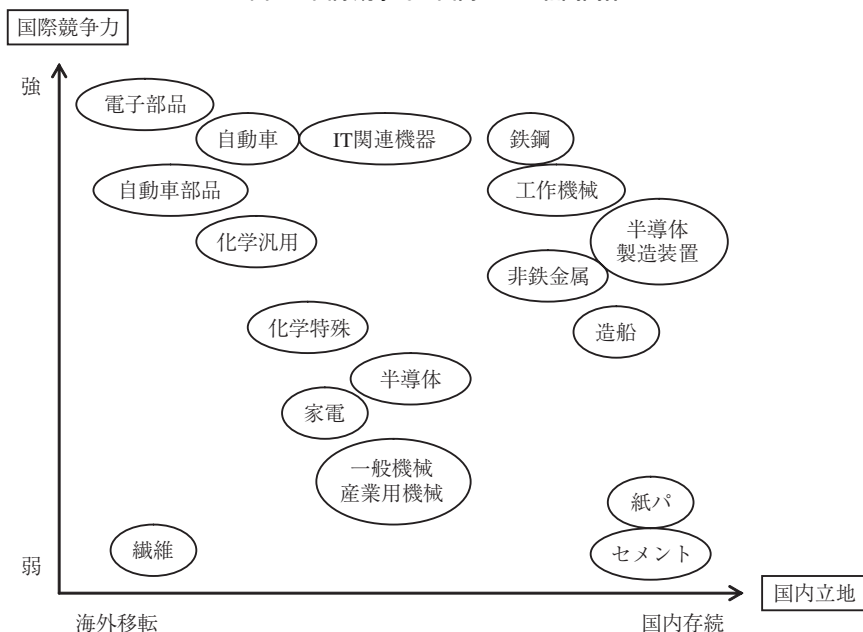 国際競争力
強
電子部品
自動車
IT関連機器
鉄鋼
自動車部品
工作機械
化学汎用
半導体
製造装置
非鉄金属
化学特殊
造船
半導体
家電
一般機械
産業用機械
紙パ
繊維
セメント
弱
国内立地
海外移転
国内存続